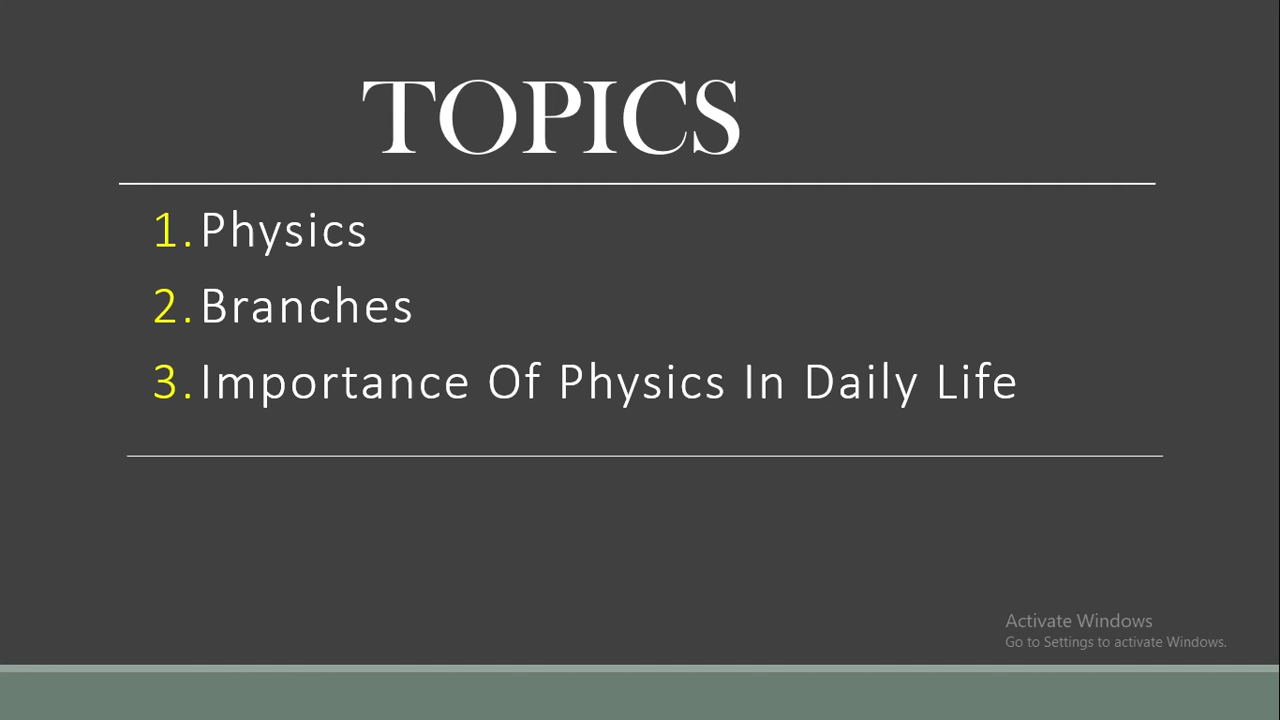 TOPICS
1. Physics
2. Branches
3. Importance Of Physics In Daily Life
Activate Windows
Go to Settings to activate Windows.